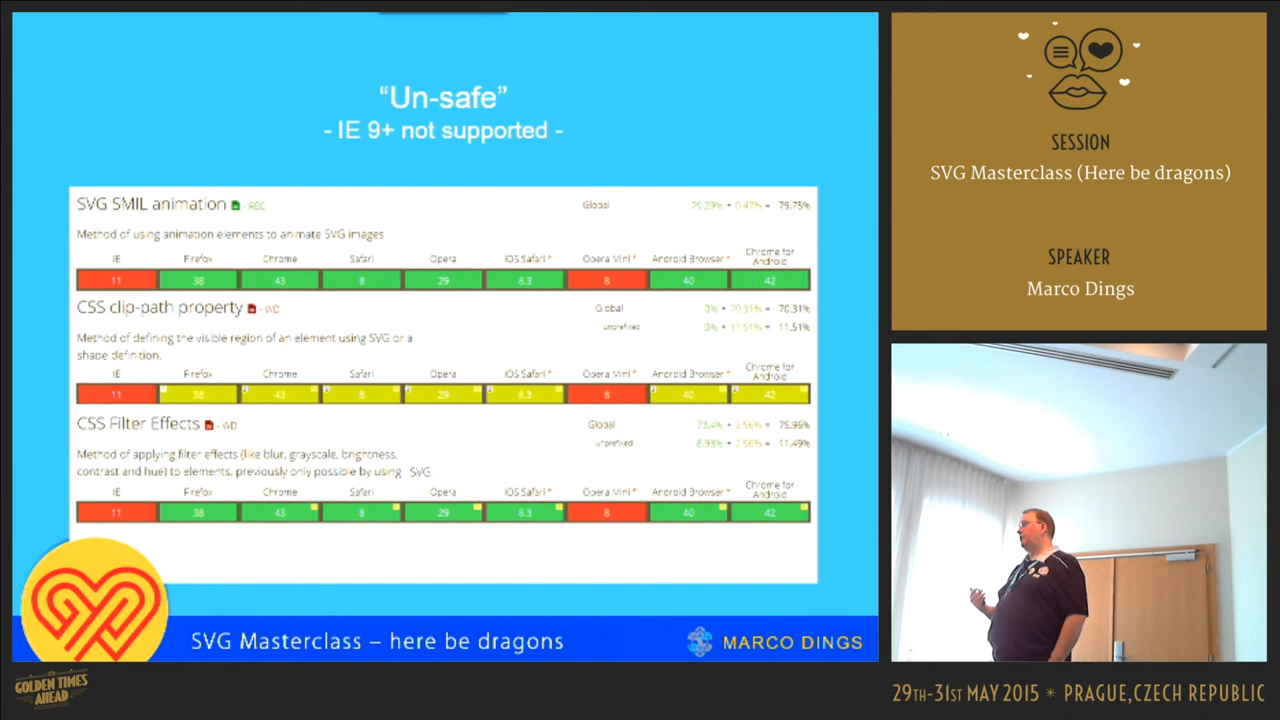 “Un-safe”
- IE 9+ not supported -
SVG SMIL animation - REC
Global 79.29% + 0.47% = 79.75%
Method of using animation elements to animate SVG images.
IE Firefox Chrome Safari Opera iOS Safari * Opera Mini * Android Browser * Chrome for Android
11 38 43 8 29 8.3 8 40 42
CSS clip-path property - WD
Global 0% + 70.31% = 70.31%
unprefixed 0% + 11.51% = 11.51%
Method of defining the visible region of an element using SVG or a
shape definition.
IE Firefox Chrome Safari Opera iOS Safari * Opera Mini * Android Browser * Chrome for Android
11 38 43 8 29 8.3 8 40 42
CSS Filter Effects - WD
Global 73.4% + 2.56% = 75.96%
unprefixed 8.93% + 2.56% = 11.49%
Method of applying filter effects (like blur, grayscale, brightness,
contrast and hue) to elements, previously only possible by using SVG.
IE Firefox Chrome Safari Opera iOS Safari * Opera Mini * Android Browser * Chrome for Android
11 38 43 8 29 8.3 8 40 42
SVG Masterclass – here be dragons
MARCO DINGS
SESSION
SVG Masterclass (Here be dragons)
SPEAKER
Marco Dings
GOLDEN TIMES
AHEAD
29TH-31ST MAY 2015 * PRAGUE,CZECH REPUBLIC